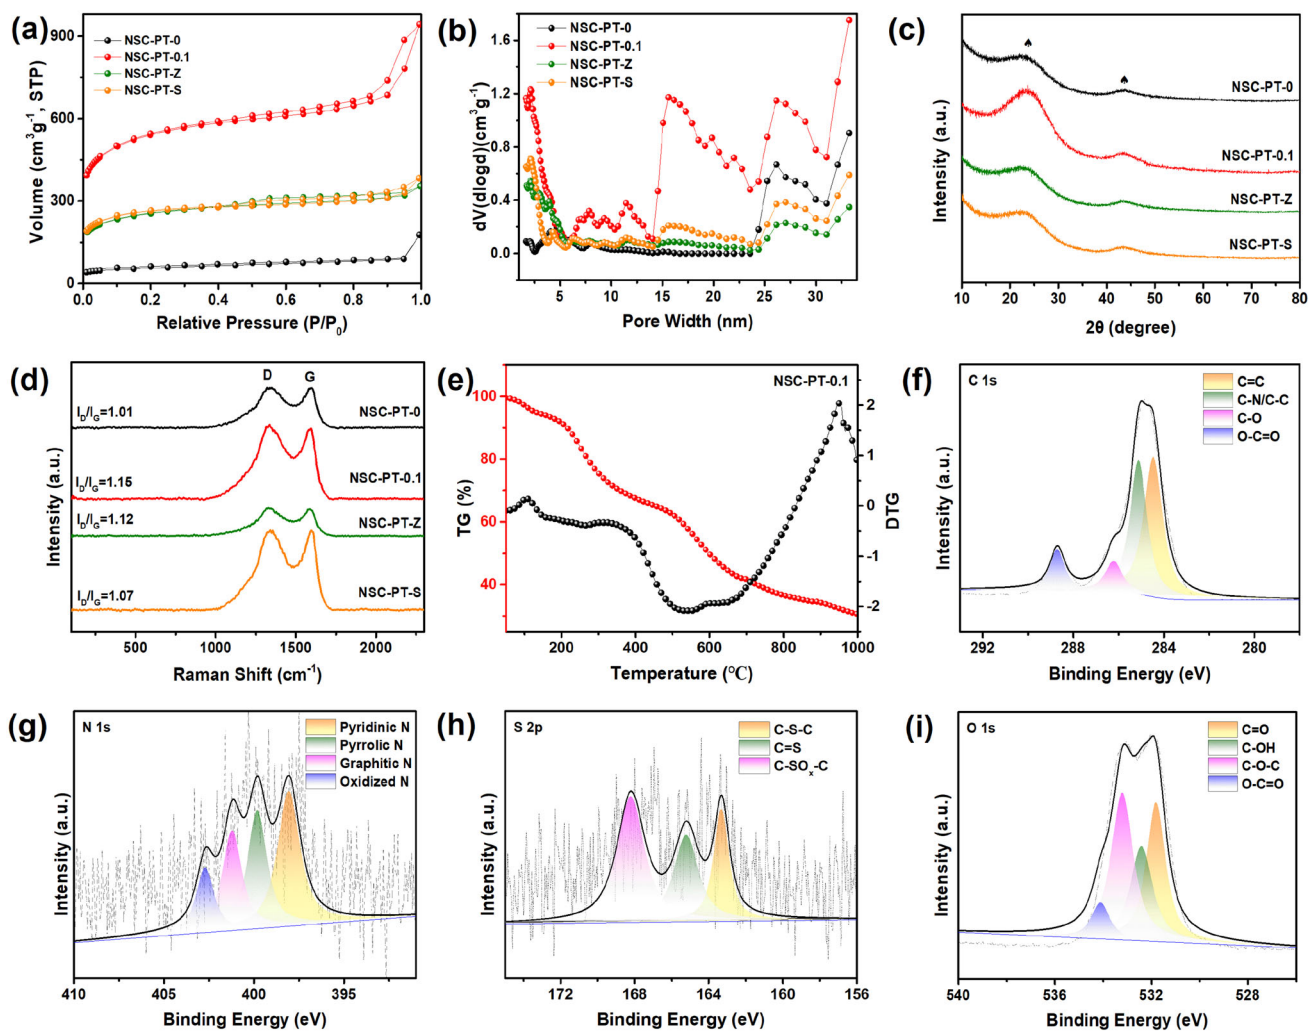 (a)
NSC-PT-0
NSC-PT-0.1
NSC-PT-Z
NSC-PT-S
Volume (cm³g⁻¹, STP)
900
600
300
0
0.0 0.2 0.4 0.6 0.8 1.0
Relative Pressure (P/P₀)
(b)
NSC-PT-0
NSC-PT-0.1
NSC-PT-Z
NSC-PT-S
dV(dlogd)(cm³g⁻¹)
1.6
1.2
0.8
0.4
0.0
5 10 15 20 25 30
Pore Width (nm)
(c)
♠ ♠
NSC-PT-0
NSC-PT-0.1
NSC-PT-Z
NSC-PT-S
Intensity (a.u.)
10 20 30 40 50 60 70 80
2θ (degree)
(d)
D G
I_D/I_G=1.01 NSC-PT-0
I_D/I_G=1.15 NSC-PT-0.1
I_D/I_G=1.12 NSC-PT-Z
I_D/I_G=1.07 NSC-PT-S
Intensity (a.u.)
500 1000 1500 2000
Raman Shift (cm⁻¹)
(e)
NSC-PT-0.1
TG (%)
100
80
60
40
DTG
2
1
0
-1
-2
200 400 600 800 1000
Temperature (℃)
(f)
C 1s
C=C
C-N/C-C
C-O
O-C=O
Intensity (a.u.)
292 288 284 280
Binding Energy (eV)
(g)
N 1s
Pyridinic N
Pyrrolic N
Graphitic N
Oxidized N
Intensity (a.u.)
410 405 400 395
Binding Energy (eV)
(h)
S 2p
C-S-C
C=S
C-SOₓ-C
Intensity (a.u.)
172 168 164 160 156
Binding Energy (eV)
(i)
O 1s
C=O
C-OH
C-O-C
O-C=O
Intensity (a.u.)
540 536 532 528
Binding Energy (eV)